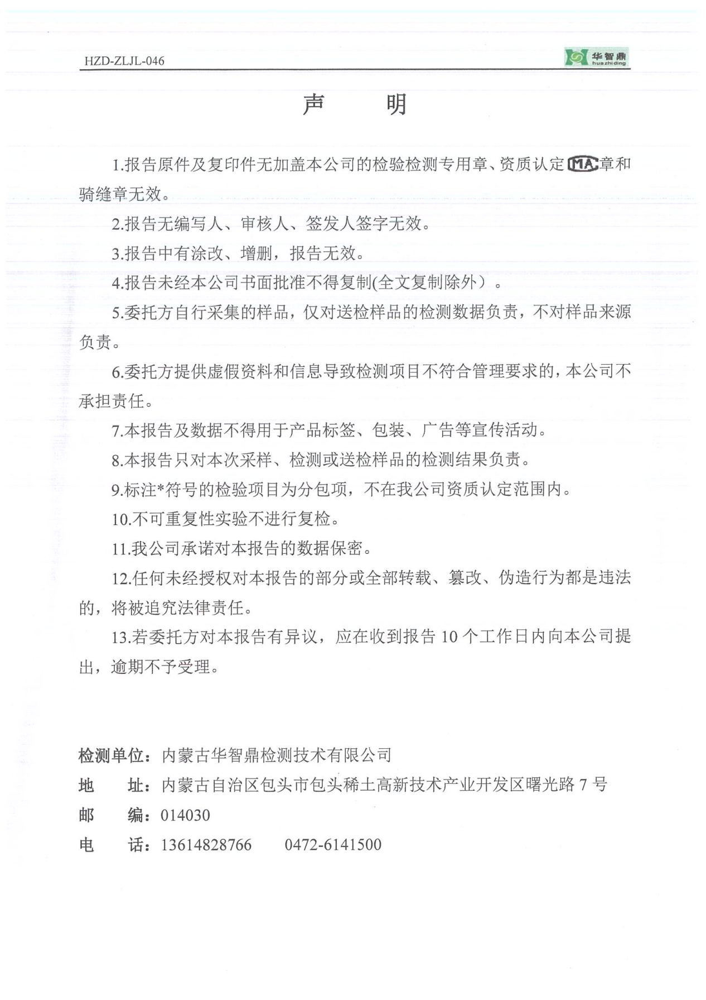 HZD-ZLJL-046
华智鼎
huazhiding
声 明
1.报告原件及复印件无加盖本公司的检验检测专用章、资质认定MA章和
骑缝章无效。
2.报告无编写人、审核人、签发人签字无效。
3.报告中有涂改、增删，报告无效。
4.报告未经本公司书面批准不得复制(全文复制除外）。
5.委托方自行采集的样品，仅对送检样品的检测数据负责，不对样品来源
负责。
6.委托方提供虚假资料和信息导致检测项目不符合管理要求的，本公司不
承担责任。
7.本报告及数据不得用于产品标签、包装、广告等宣传活动。
8.本报告只对本次采样、检测或送检样品的检测结果负责。
9.标注*符号的检验项目为分包项，不在我公司资质认定范围内。
10.不可重复性实验不进行复检。
11.我公司承诺对本报告的数据保密。
12.任何未经授权对本报告的部分或全部转载、篡改、伪造行为都是违法
的，将被追究法律责任。
13.若委托方对本报告有异议，应在收到报告 10 个工作日内向本公司提
出，逾期不予受理。
检测单位：内蒙古华智鼎检测技术有限公司
地 址：内蒙古自治区包头市包头稀土高新技术产业开发区曙光路 7 号
邮 编：014030
电 话：13614828766 0472-6141500